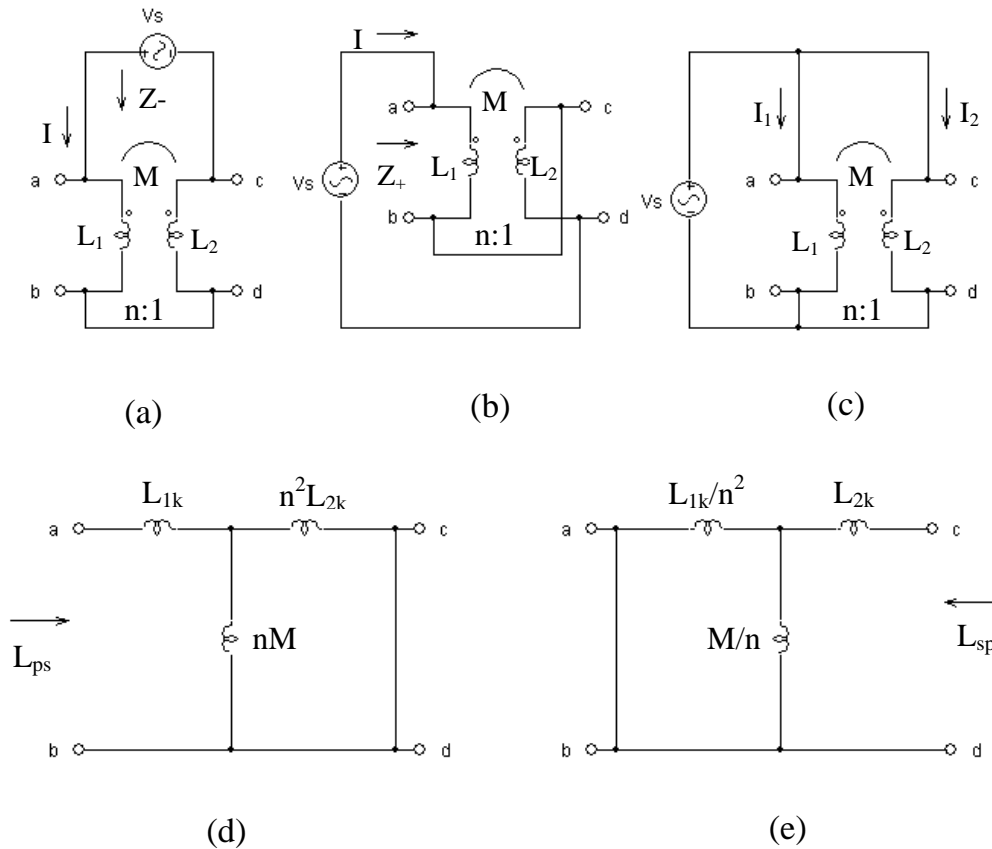 Vs
Z-
I
M
a
c
L1
L2
b
d
n:1
(a)
I
M
a
c
Vs
Z+
L1
L2
b
d
n:1
(b)
I1
I2
Vs
M
a
c
L1
L2
b
d
n:1
(c)
L1k
n²L2k
a
c
Lps
nM
b
d
(d)
L1k/n²
L2k
a
c
M/n
Lsp
b
d
(e)